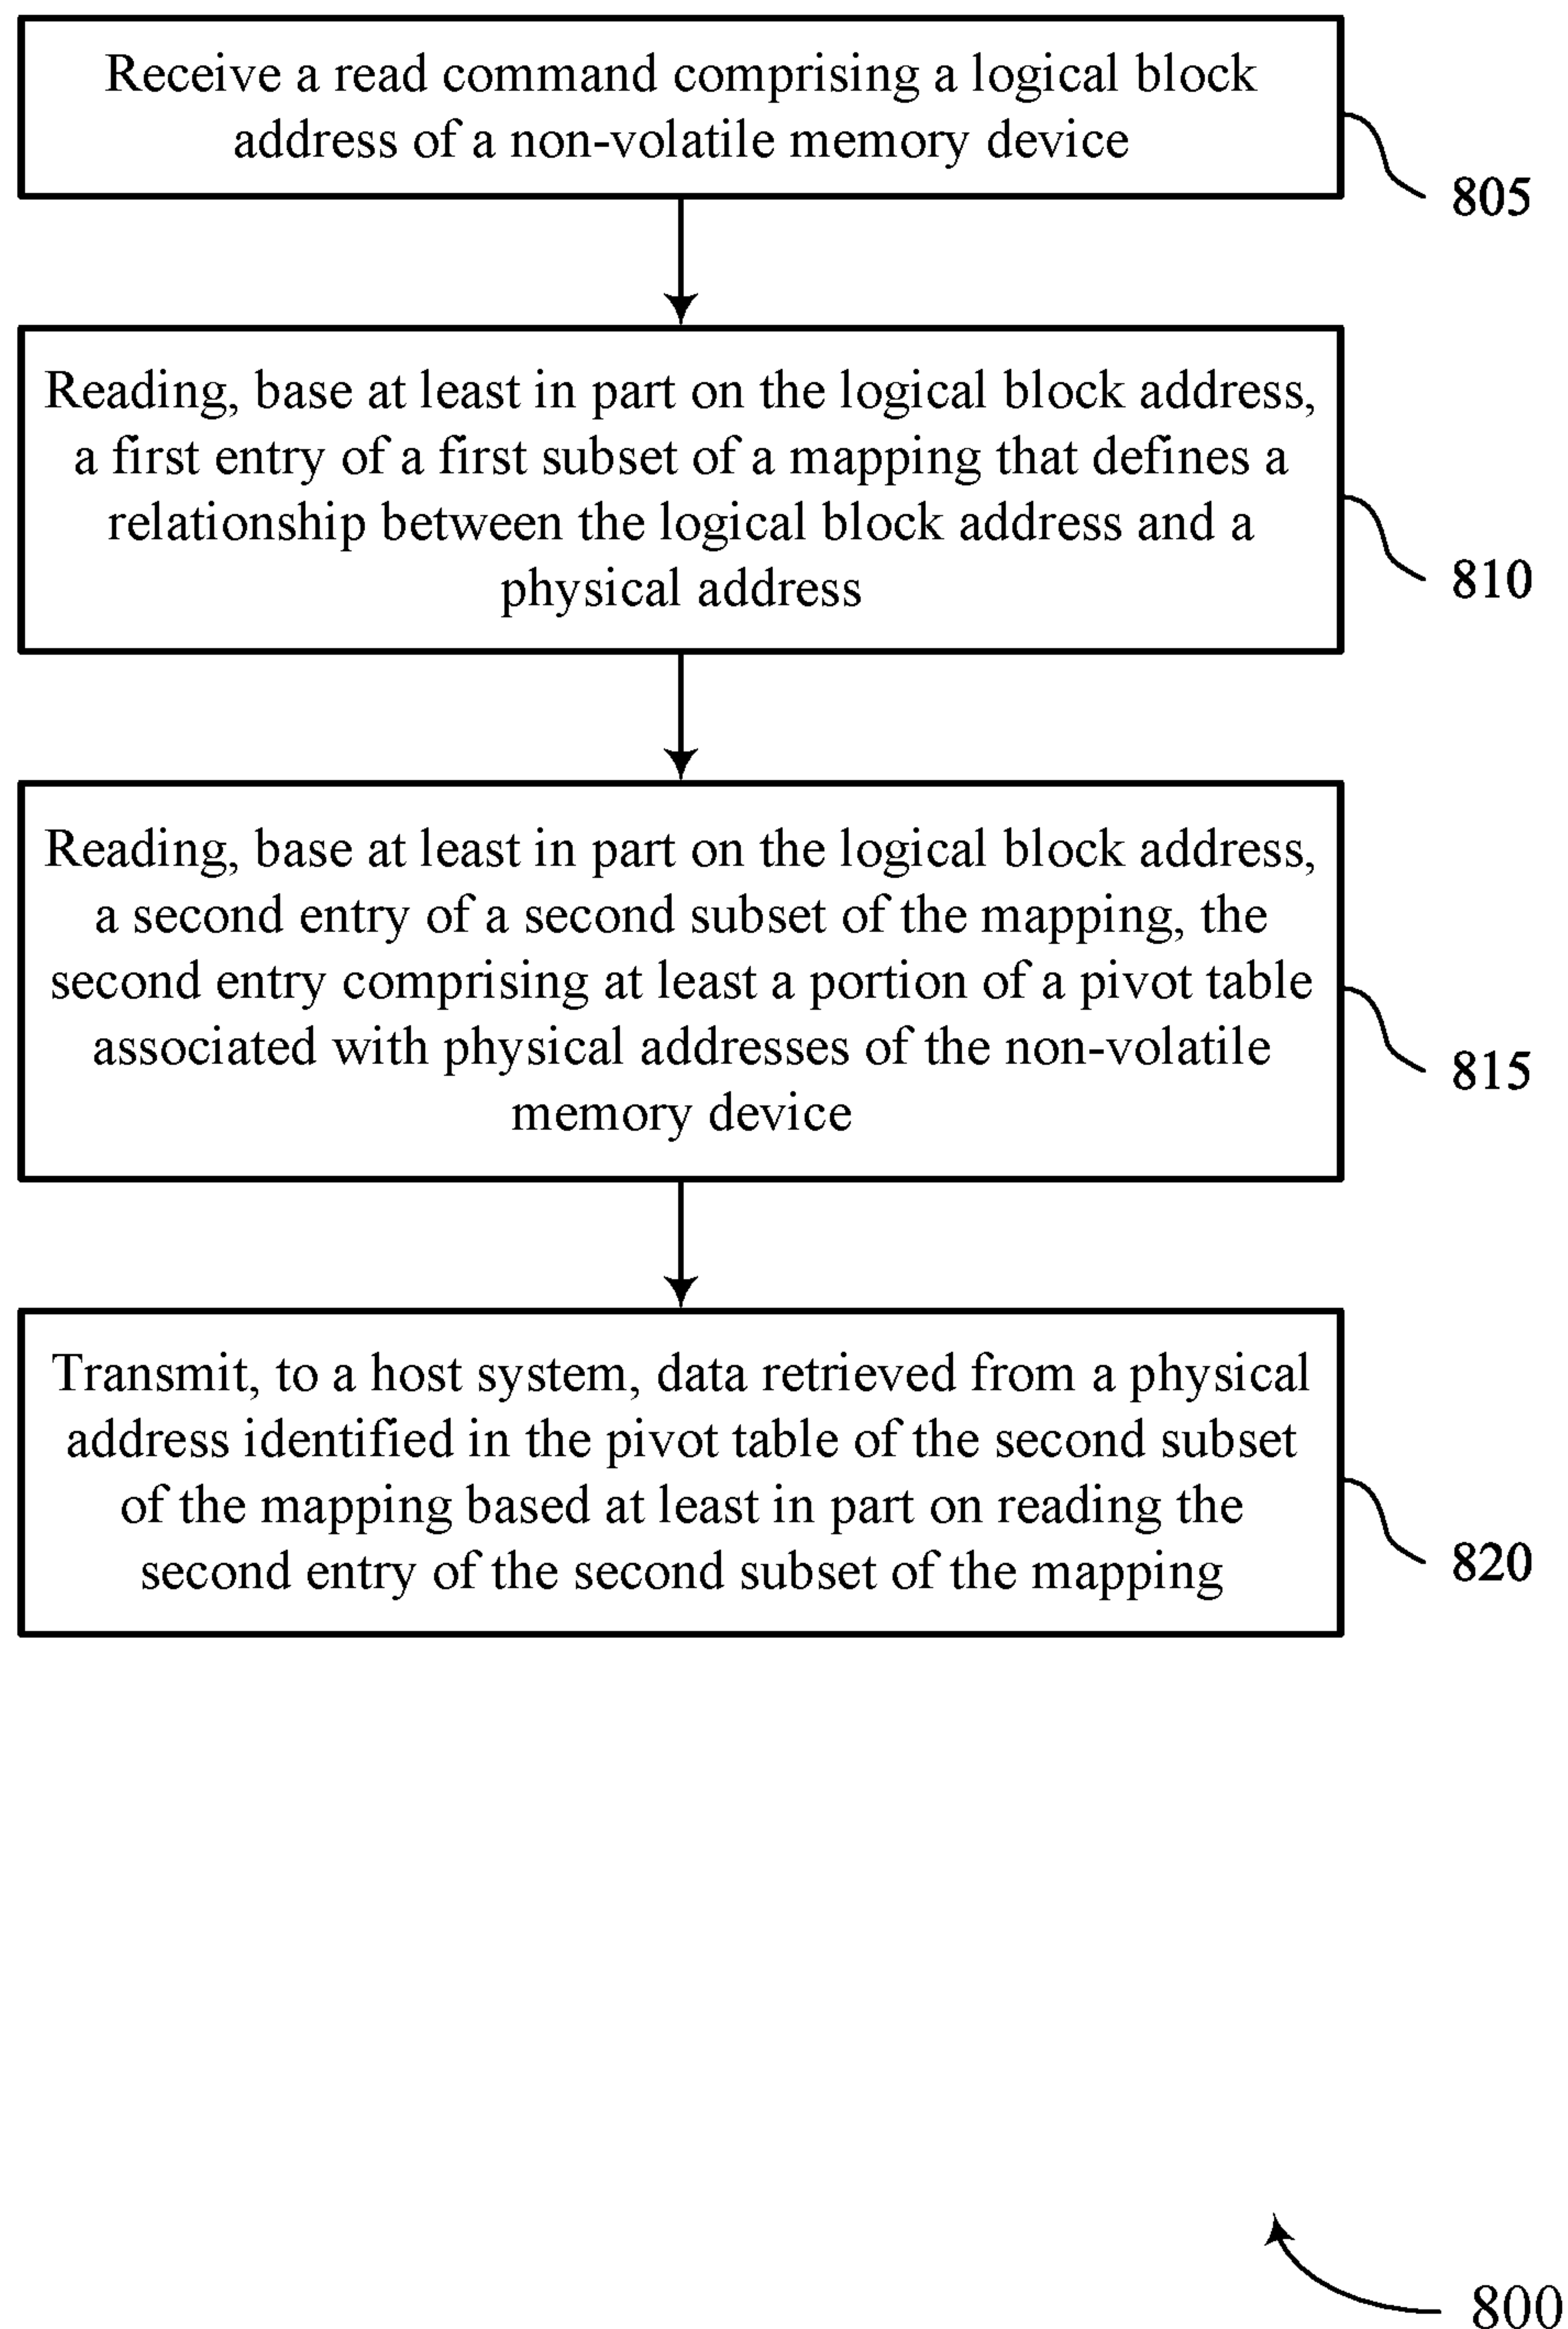 Receive a read command comprising a logical block
address of a non-volatile memory device
805
Reading, base at least in part on the logical block address,
a first entry of a first subset of a mapping that defines a
relationship between the logical block address and a
physical address
810
Reading, base at least in part on the logical block address,
a second entry of a second subset of the mapping, the
second entry comprising at least a portion of a pivot table
associated with physical addresses of the non-volatile
memory device
815
Transmit, to a host system, data retrieved from a physical
address identified in the pivot table of the second subset
of the mapping based at least in part on reading the
second entry of the second subset of the mapping
820
800